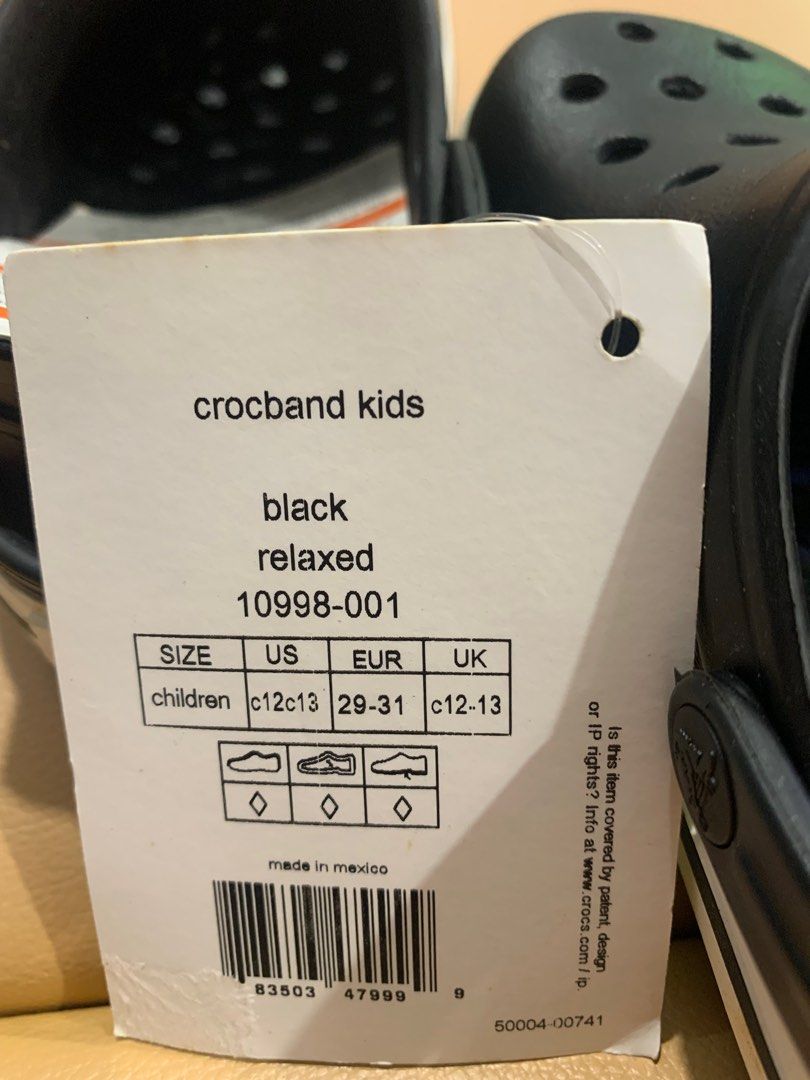 crocband kids
black
relaxed
10998-001
SIZE US EUR UK
children c12c13 29-31 c12-13
made in mexico
83503 47999 9
50004-00741
Is this item covered by patent, design
or IP rights? Info at www.crocs.com / ip.